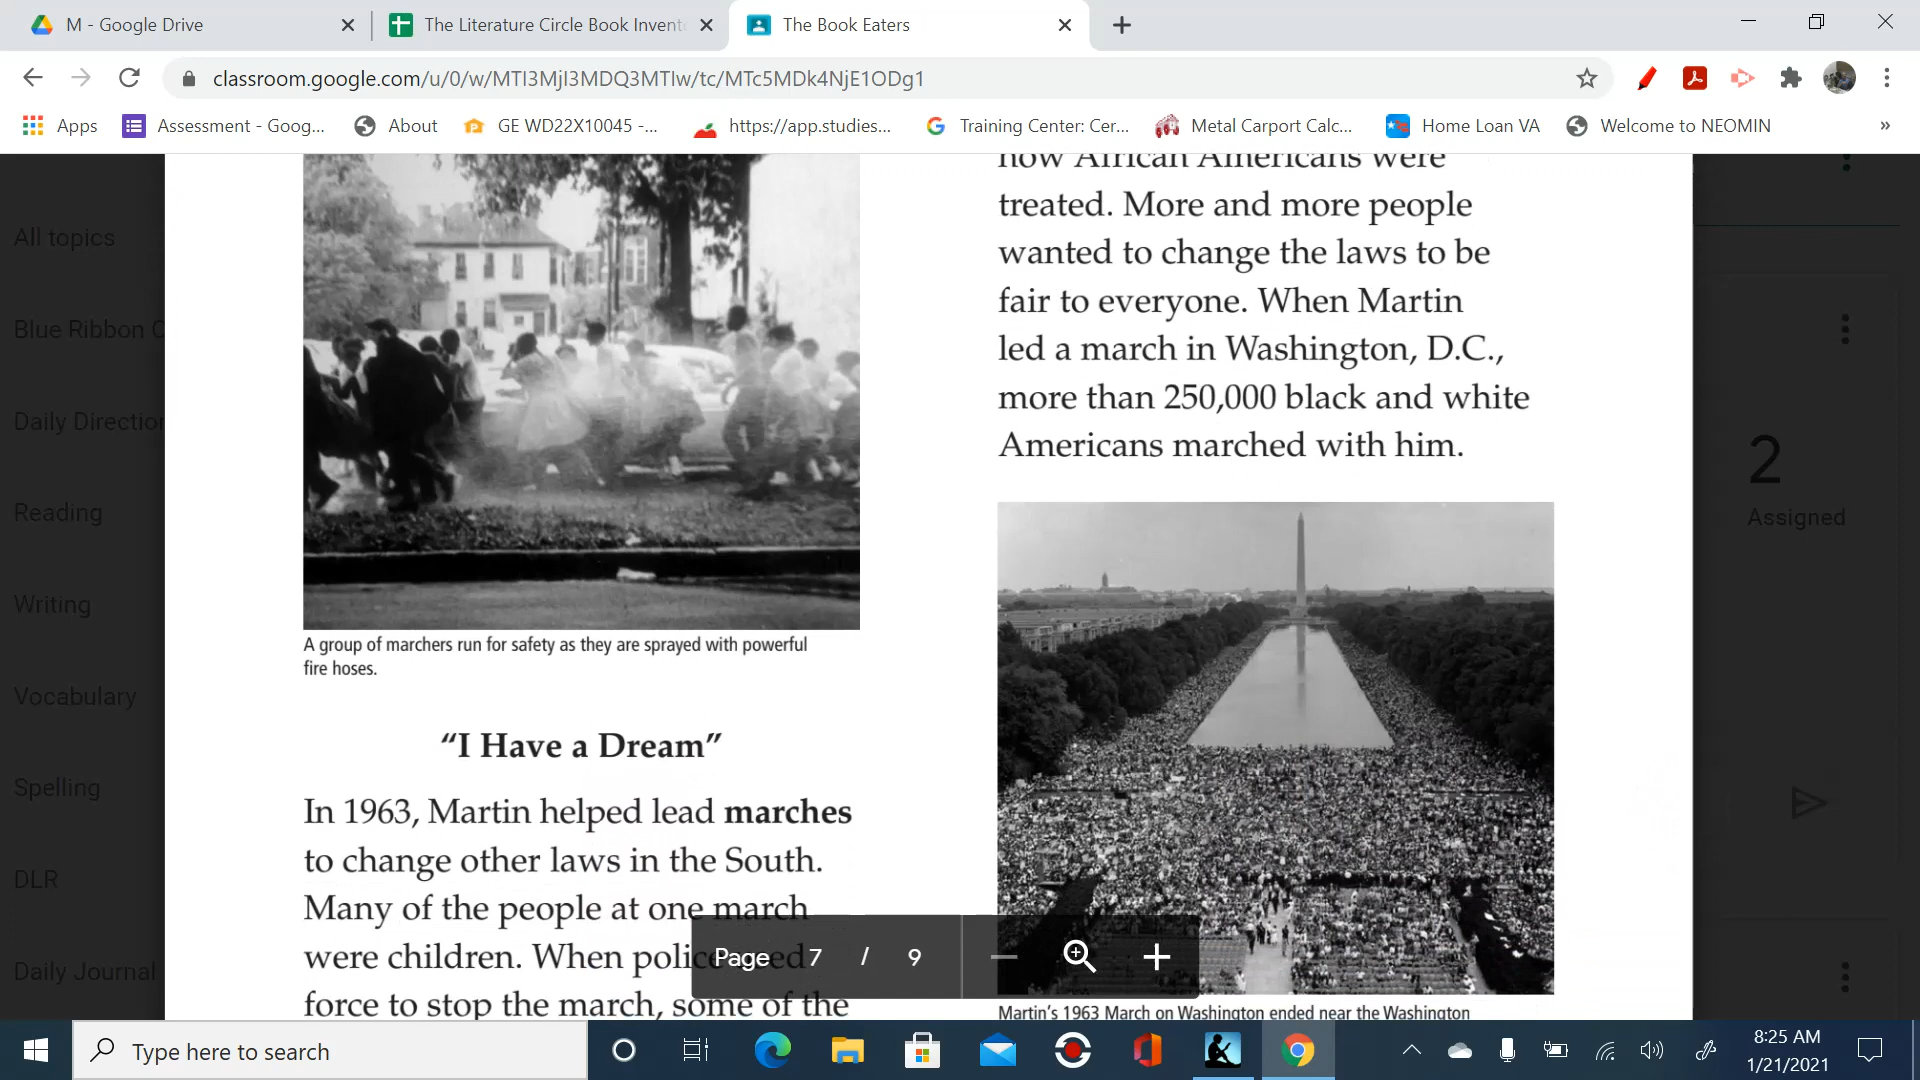 M - Google Drive
The Literature Circle Book Invent
The Book Eaters
classroom.google.com/u/0/w/MTI3MjI3MDQ3MTIw/tc/MTc5MDk4NjE1ODg1
Apps
Assessment - Goog...
About
GE WD22X10045 -...
https://app.studies...
Training Center: Cer...
Metal Carport Calc...
Home Loan VA
Welcome to NEOMIN
»
All topics
Blue Ribbon C
Daily Direction
Reading
Writing
Vocabulary
Spelling
DLR
Daily Journal
A group of marchers run for safety as they are sprayed with powerful
fire hoses.
“I Have a Dream”
In 1963, Martin helped lead marches
to change other laws in the South.
Many of the people at one march
were children. When police
force to stop the march, some of the
how African Americans were
treated. More and more people
wanted to change the laws to be
fair to everyone. When Martin
led a march in Washington, D.C.,
more than 250,000 black and white
Americans marched with him.
Martin’s 1963 March on Washington ended near the Washington
2
Assigned
Page 7 / 9
Type here to search
8:25 AM
1/21/2021